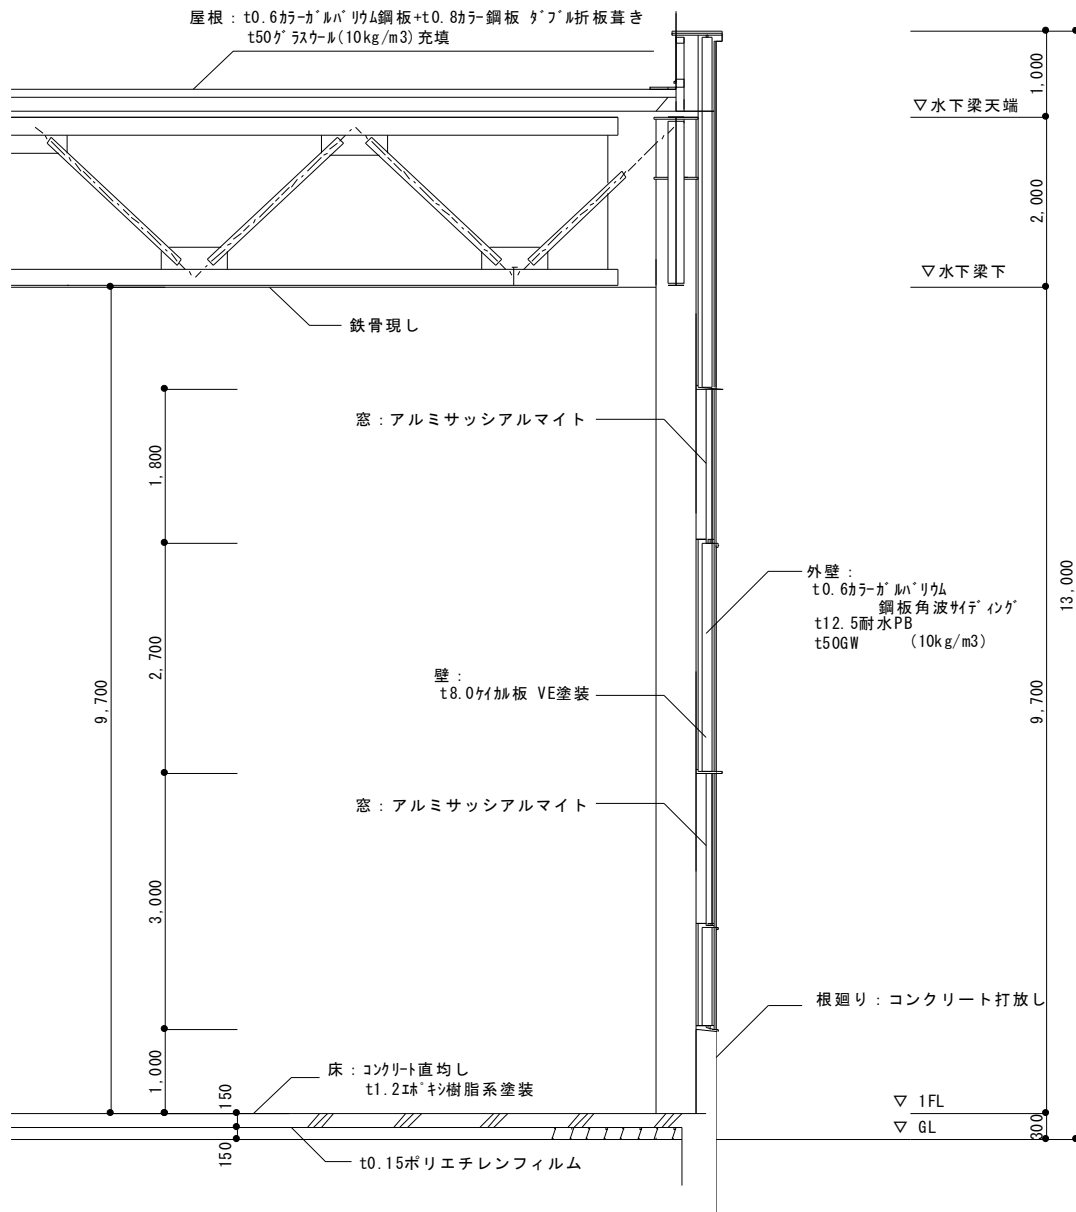 屋根：t0.6ｶﾗｰｶﾞﾙﾊﾞﾘｳﾑ鋼板+t0.8ｶﾗｰ鋼板 ﾀﾞﾌﾞﾙ折板葺き
t50ｸﾞﾗｽｳｰﾙ(10kg/m3)充填
1,000
▽水下梁天端
2,000
▽水下梁下
鉄骨現し
窓：アルミサッシアルマイト
1,800
外壁：
t0.6ｶﾗｰｶﾞﾙﾊﾞﾘｳﾑ
鋼板角波ｻｲﾃﾞｨﾝｸﾞ
t12.5耐水PB
t50GW (10kg/m3)
13,000
2,700
壁：
t8.0ｹｲｶﾙ板 VE塗装
9,700
9,700
窓：アルミサッシアルマイト
3,000
根廻り：コンクリート打放し
1,000
床：ｺﾝｸﾘｰﾄ直均し
t1.2ｴﾎﾟｷｼ樹脂系塗装
150
▽ 1FL
▽ GL
300
150
t0.15ポリエチレンフィルム